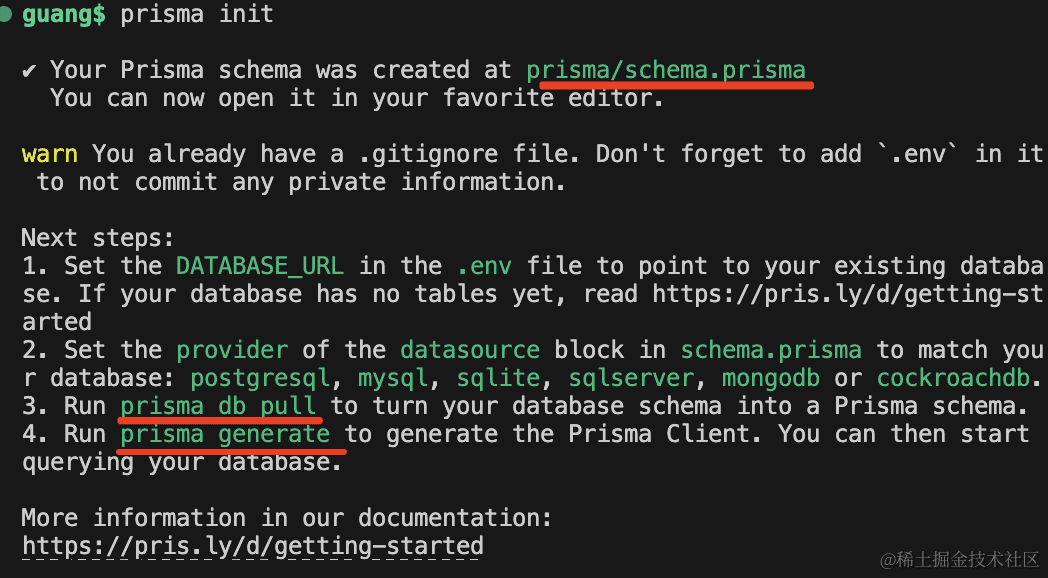 guang$ prisma init
✔ Your Prisma schema was created at prisma/schema.prisma
You can now open it in your favorite editor.
warn You already have a .gitignore file. Don't forget to add `.env` in it
to not commit any private information.
Next steps:
1. Set the DATABASE_URL in the .env file to point to your existing databa
se. If your database has no tables yet, read https://pris.ly/d/getting-st
arted
2. Set the provider of the datasource block in schema.prisma to match you
r database: postgresql, mysql, sqlite, sqlserver, mongodb or cockroachdb.
3. Run prisma db pull to turn your database schema into a Prisma schema.
4. Run prisma generate to generate the Prisma Client. You can then start
querying your database.
More information in our documentation:
https://pris.ly/d/getting-started
@稀土掘金技术社区